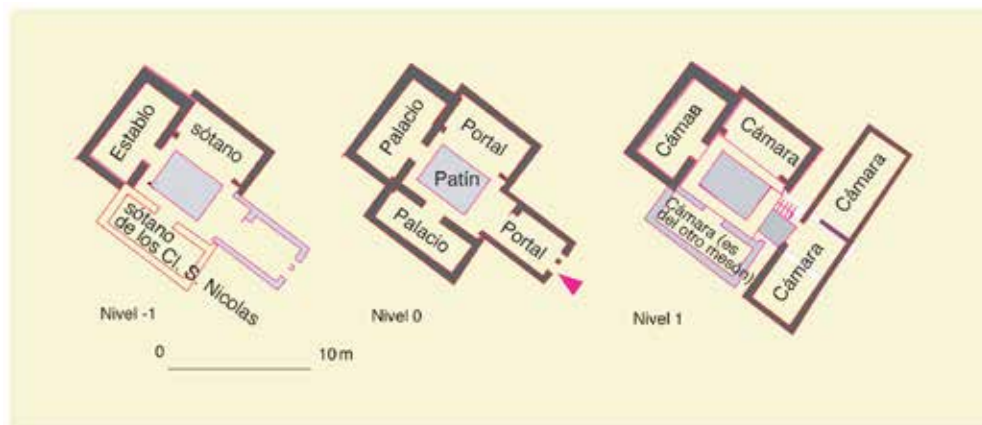 Establo
sótano
sótano
de los Cl. S. Nicolas
Nivel -1
Palacio
Portal
Patín
Palacio
Portal
Nivel 0
Cámaa
Cámara
Cámara
Cámara (es
del otro mesón)
Cámara
Nivel 1
0
10 m